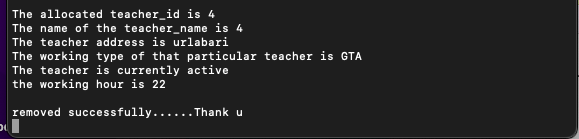 The allocated teacher_id is 4
The name of the teacher_name is 4
The teacher address is urlabari
The working type of that particular teacher is GTA
The teacher is currently active
the working hour is 22
removed successfully......Thank u